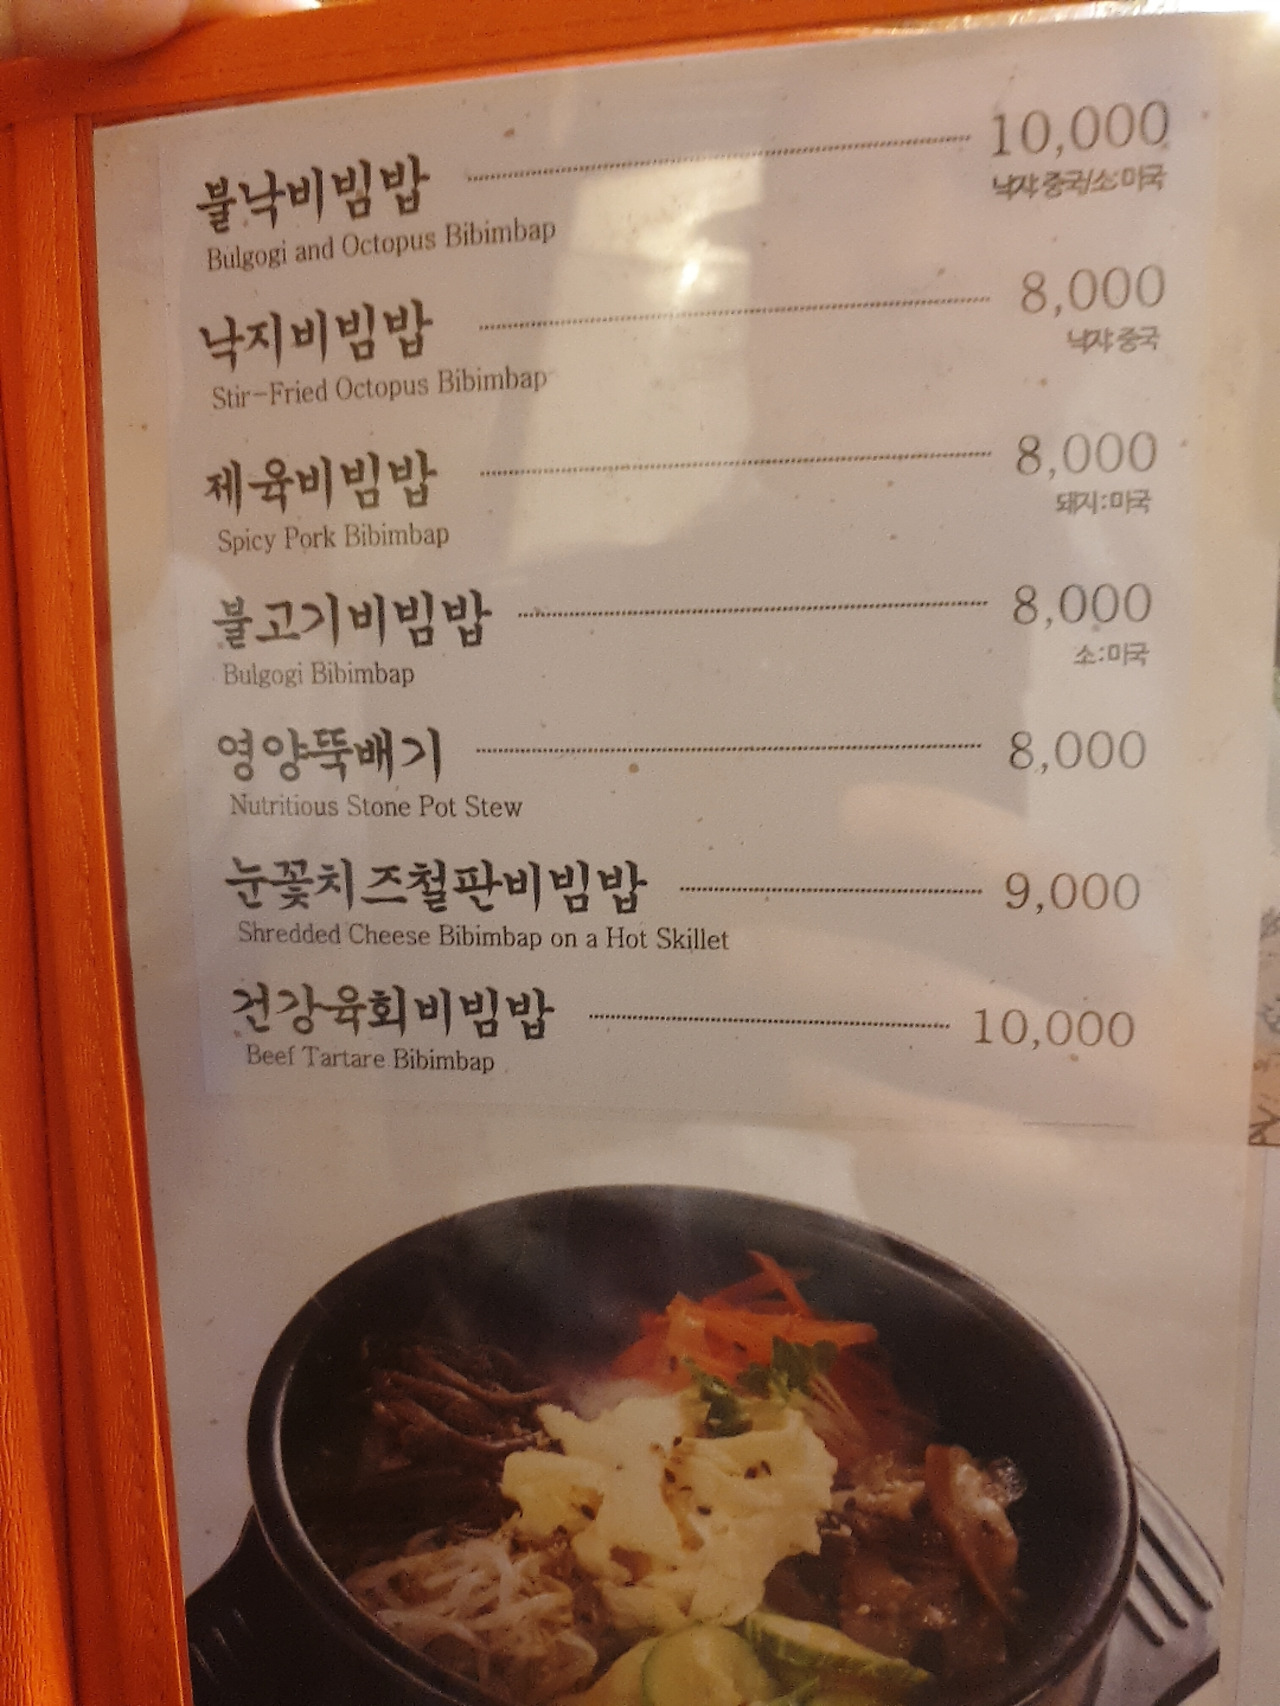 불낙비빔밥 10,000
Bulgogi and Octopus Bibimbap 낙지:중국/소:미국
낙지비빔밥 8,000
Stir-Fried Octopus Bibimbap 낙지:중국
제육비빔밥 8,000
Spicy Pork Bibimbap 돼지:미국
불고기비빔밥 8,000
Bulgogi Bibimbap 소:미국
영양뚝배기 8,000
Nutritious Stone Pot Stew
눈꽃치즈철판비빔밥 9,000
Shredded Cheese Bibimbap on a Hot Skillet
건강육회비빔밥 10,000
Beef Tartare Bibimbap